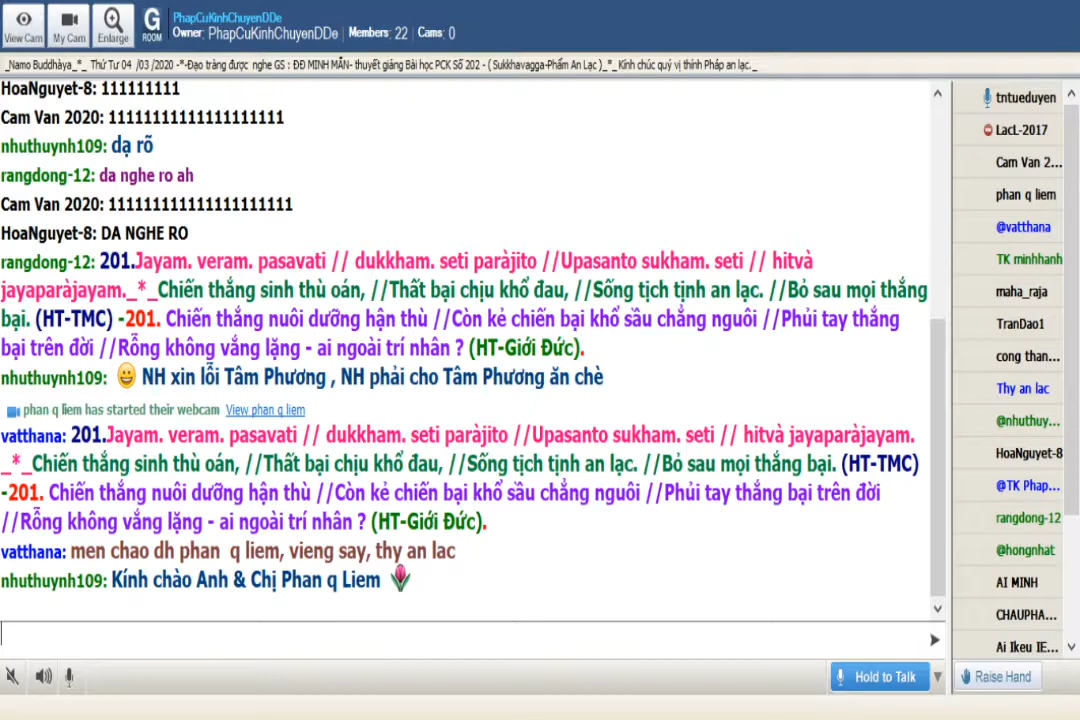 PhapCuKinhChuyenDDe
View Cam My Cam Enlarge G ROOM Owner: PhapCuKinhChuyenDDe Members: 22 Cams: 0
_Namo Buddhàya_*_ Thứ Tư 04 /03 /2020 -*-Đạo tràng được nghe GS : ĐĐ MINH MẪN- thuyết giảng Bài học PCK Số 202 - ( Sukkhavagga-Phẩm An Lạc )_*_Kính chúc quý vị thính Pháp an lạc._
HoaNguyet-8: 111111111
Cam Van 2020: 11111111111111111111
nhuthuynh109: dạ rõ
rangdong-12: da nghe ro ah
Cam Van 2020: 111111111111111111111
HoaNguyet-8: DA NGHE RO
rangdong-12: 201.Jayam. veram. pasavati // dukkham. seti paràjito //Upasanto sukham. seti // hitvà
jayaparàjayam._*_Chiến thắng sinh thù oán, //Thất bại chịu khổ đau, //Sống tịch tịnh an lạc. //Bỏ sau mọi thắng
bại. (HT-TMC) -201. Chiến thắng nuôi dưỡng hận thù //Còn kẻ chiến bại khổ sầu chẳng nguôi //Phủi tay thắng
bại trên đời //Rỗng không vắng lặng - ai ngoài trí nhân ? (HT-Giới Đức).
nhuthuynh109: NH xin lỗi Tâm Phương , NH phải cho Tâm Phương ăn chè
phan q liem has started their webcam View phan q liem
vatthana: 201.Jayam. veram. pasavati // dukkham. seti paràjito //Upasanto sukham. seti // hitvà jayaparàjayam.
_*_Chiến thắng sinh thù oán, //Thất bại chịu khổ đau, //Sống tịch tịnh an lạc. //Bỏ sau mọi thắng bại. (HT-TMC)
-201. Chiến thắng nuôi dưỡng hận thù //Còn kẻ chiến bại khổ sầu chẳng nguôi //Phủi tay thắng bại trên đời
//Rỗng không vắng lặng - ai ngoài trí nhân ? (HT-Giới Đức).
vatthana: men chao dh phan q liem, vieng say, thy an lac
nhuthuynh109: Kính chào Anh & Chị Phan q Liem
Hold to Talk
tntueduyen
LacL-2017
Cam Van 2...
phan q liem
@vatthana
TK minhhanh
maha_raja
TranDao1
cong than...
Thy an lac
@nhuthuy...
HoaNguyet-8
@TK Phap...
rangdong-12
@hongnhat
AI MINH
CHAUPHA...
Ai Ikeu IE...
Raise Hand